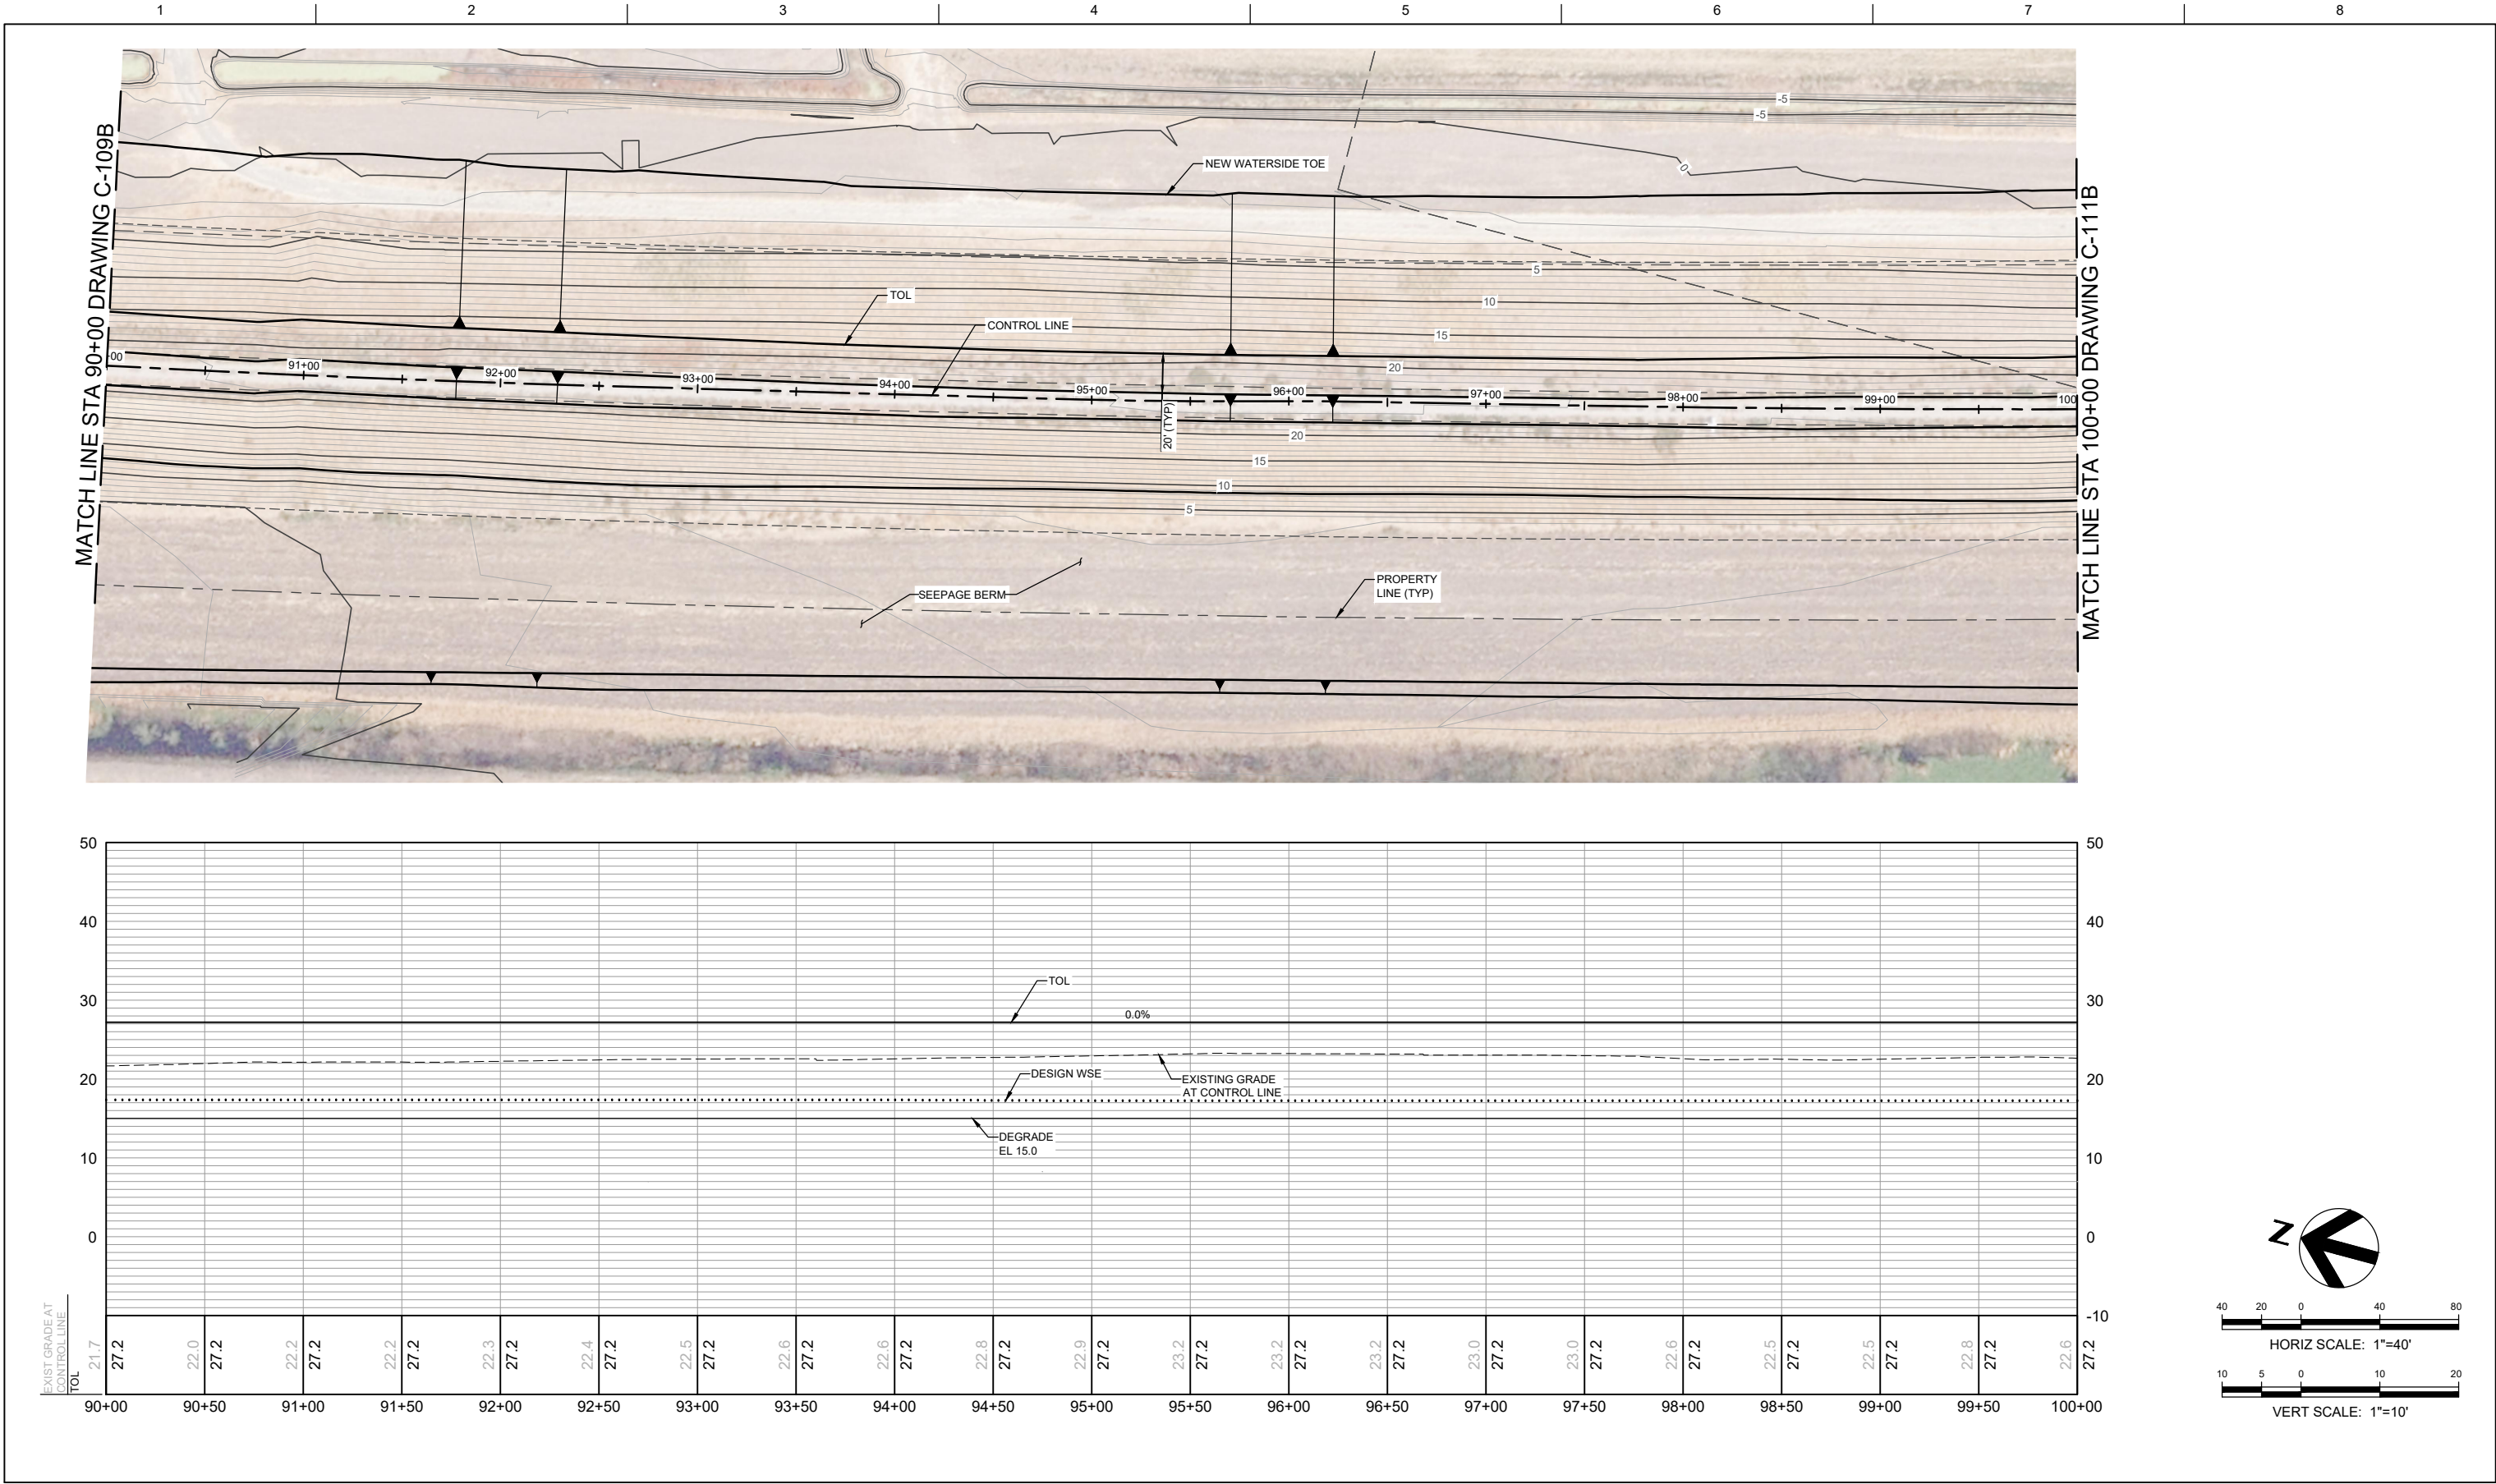 1 2 3 4 5 6 7 8
MATCH LINE STA 90+00 DRAWING C-109B
MATCH LINE STA 100+00 DRAWING C-111B
-5
-5
NEW WATERSIDE TOE
0
5
TOL
10
CONTROL LINE
15
20
00 91+00 92+00 93+00 94+00 95+00 96+00 97+00 98+00 99+00 100
20' (TYP)
20
15
10
5
SEEPAGE BERM
PROPERTY
LINE (TYP)
50 50
40 40
30 30
20 20
10 10
0 0
-10 -10
TOL
0.0%
DESIGN WSE
EXISTING GRADE
AT CONTROL LINE
DEGRADE
EL 15.0
EXIST GRADE AT
CONTROL LINE
21.7 22.0 22.2 22.2 22.3 22.4 22.5 22.6 22.6 22.8 22.9 23.2 23.2 23.2 23.0 23.0 22.6 22.5 22.5 22.8 22.6
TOL
27.2 27.2 27.2 27.2 27.2 27.2 27.2 27.2 27.2 27.2 27.2 27.2 27.2 27.2 27.2 27.2 27.2 27.2 27.2 27.2 27.2
90+00 90+50 91+00 91+50 92+00 92+50 93+00 93+50 94+00 94+50 95+00 95+50 96+00 96+50 97+00 97+50 98+00 98+50 99+00 99+50 100+00
N
40 20 0 40 80
HORIZ SCALE: 1"=40'
10 5 0 10 20
VERT SCALE: 1"=10'